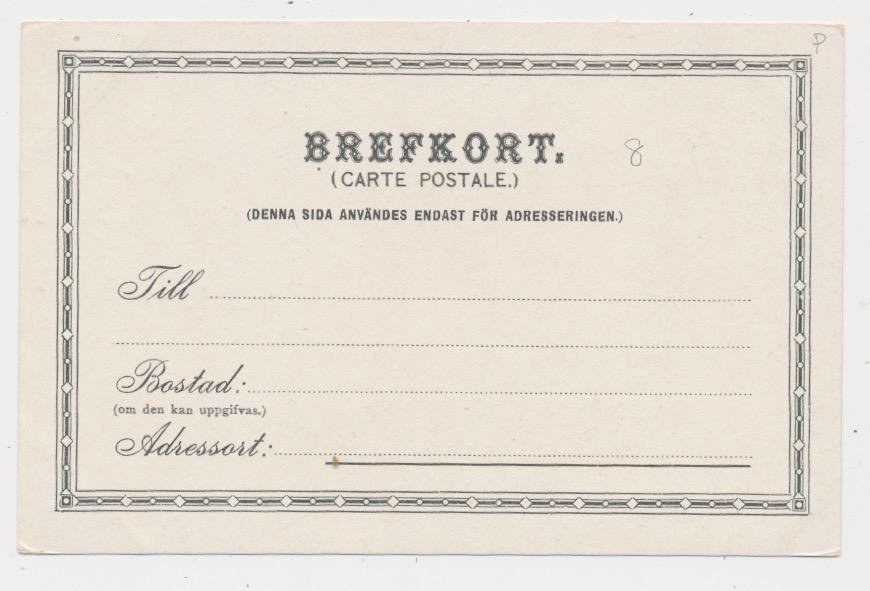 P
BREFKORT.
8
(CARTE POSTALE.)
(DENNA SIDA ANVÄNDES ENDAST FÖR ADRESSERINGEN.)
Till
Bostad:
(om den kan uppgifvas.)
Adressort: